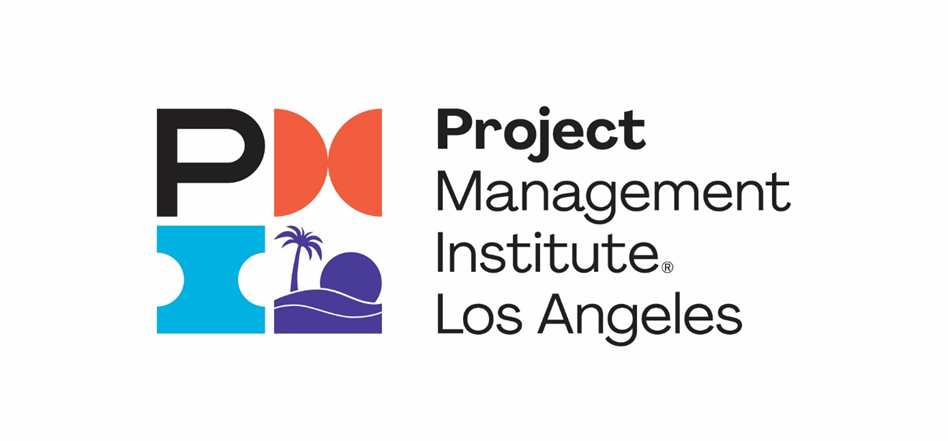 P
Project
Management
Institute®
Los Angeles